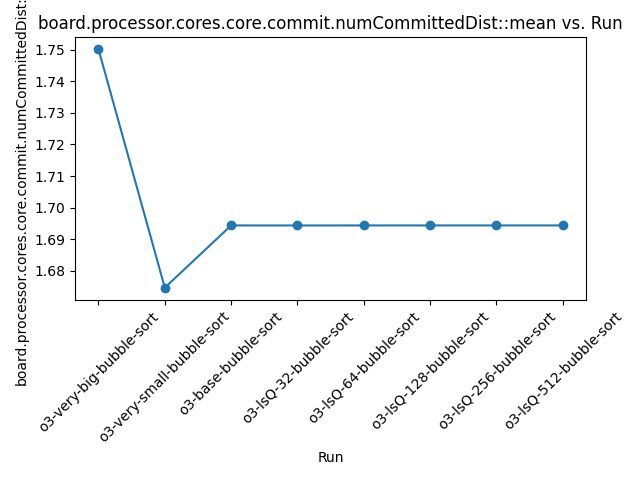 board.processor.cores.core.commit.numCommittedDist::mean vs. Run
board.processor.cores.core.commit.numCommittedDist:
1.75
1.74
1.73
1.72
1.71
1.70
1.69
1.68
o3-very-big-bubble-sort
o3-very-small-bubble-sort
o3-base-bubble-sort
o3-lsQ-32-bubble-sort
o3-lsQ-64-bubble-sort
o3-lsQ-128-bubble-sort
o3-lsQ-256-bubble-sort
o3-lsQ-512-bubble-sort
Run